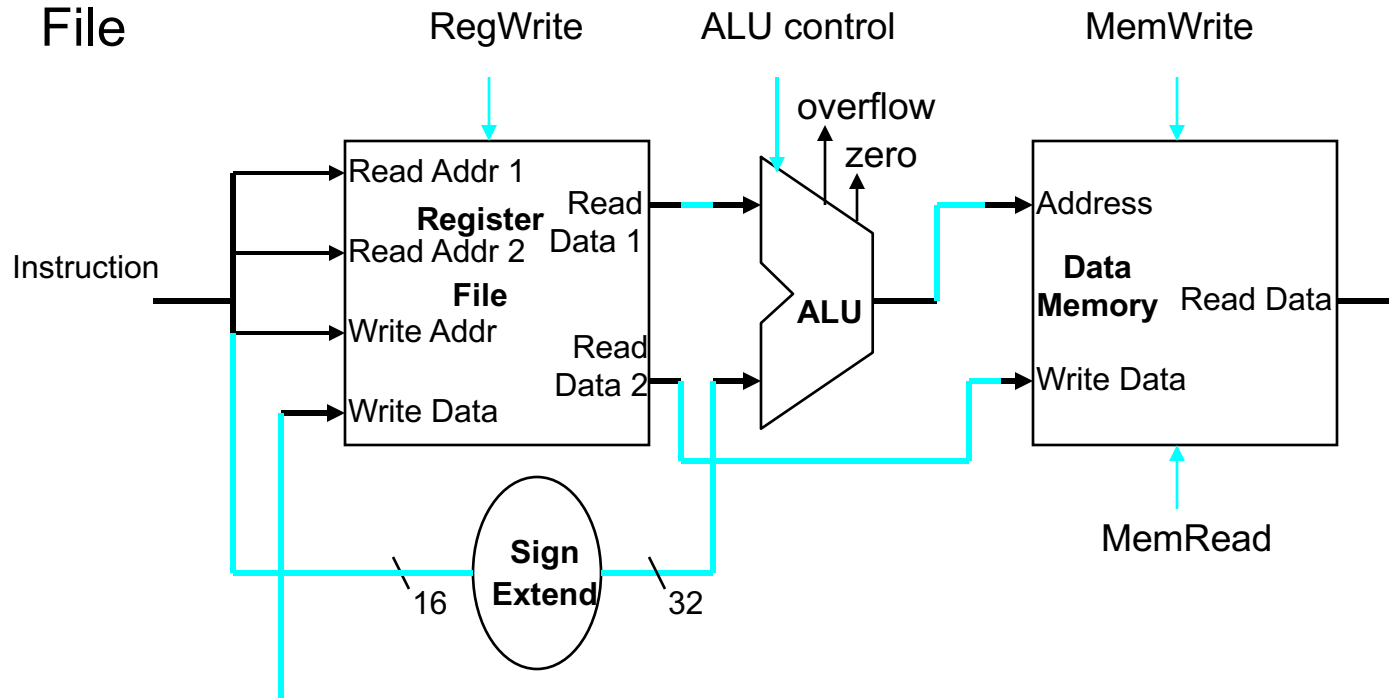 File
RegWrite
ALU control
MemWrite
overflow
zero
Instruction
Read Addr 1
Register
Read Addr 2
File
Write Addr
Write Data
Read
Data 1
Read
Data 2
ALU
Address
Data
Memory
Read Data
Write Data
MemRead
Sign
Extend
16
32